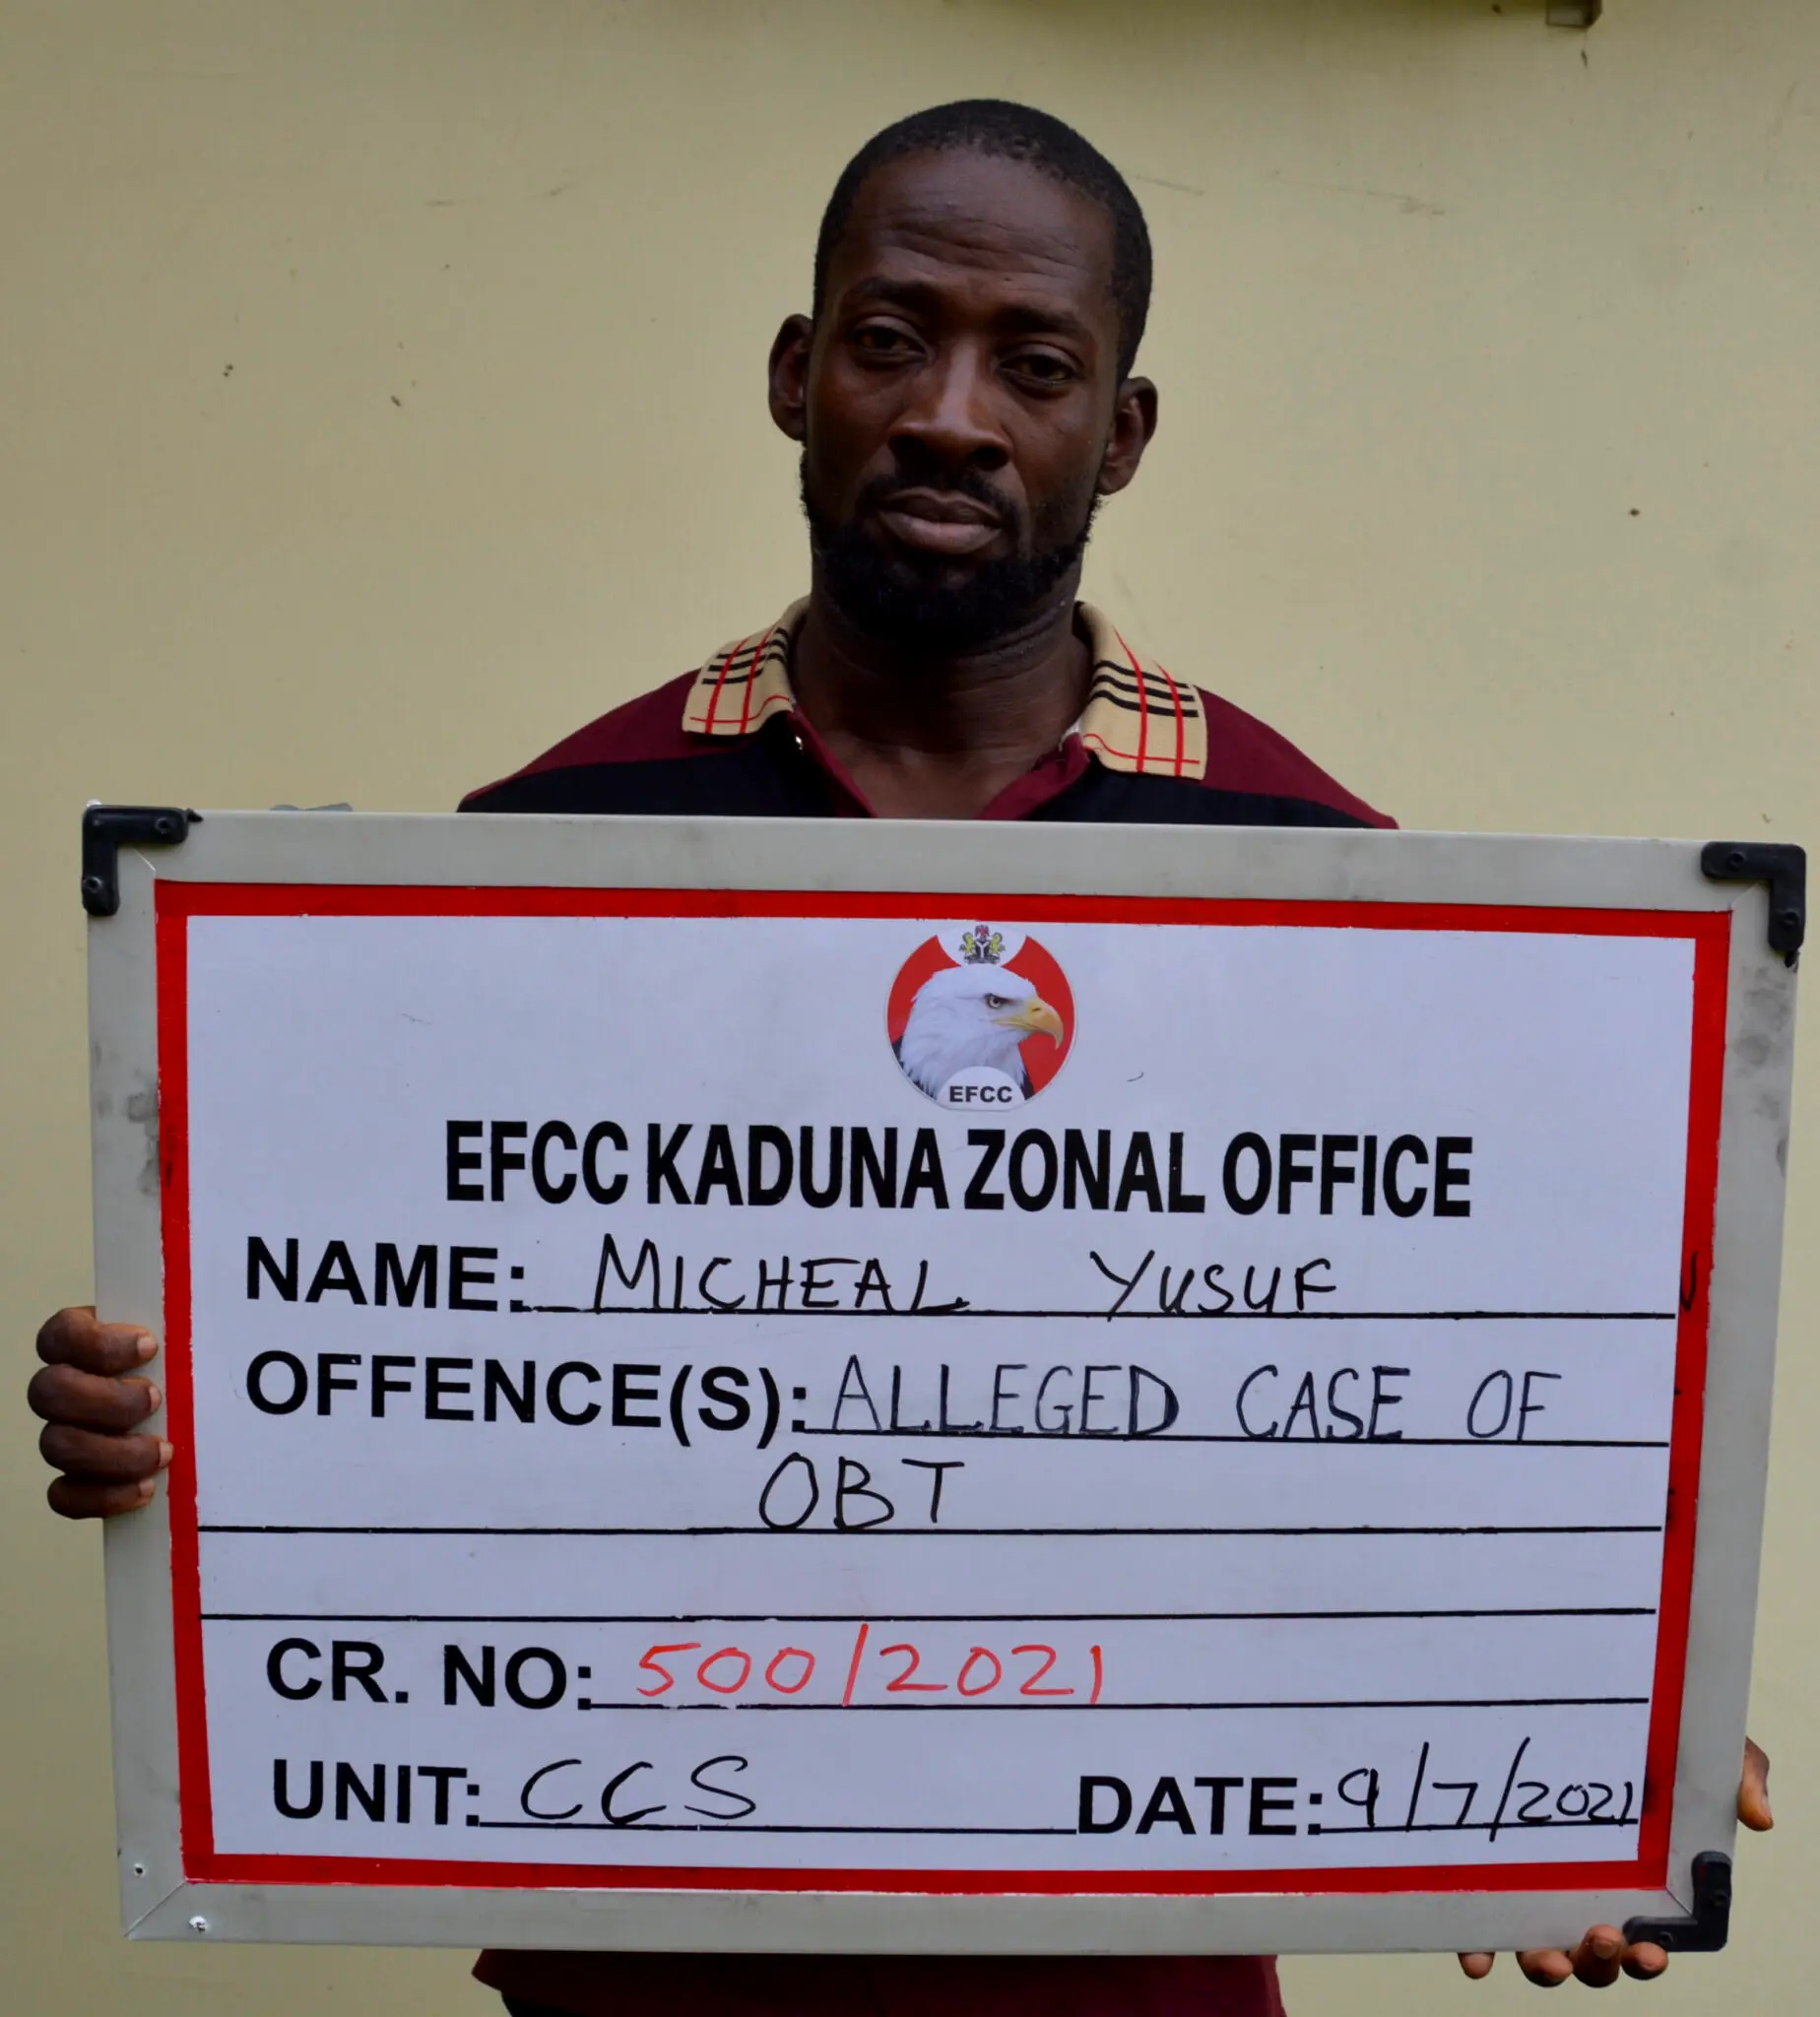 EFCC
EFCC KADUNA ZONAL OFFICE
NAME: MICHEAL YUSUF
OFFENCE(S): ALLEGED CASE OF
OBT
CR. NO: 500/2021
UNIT: CCS DATE: 9/7/2021